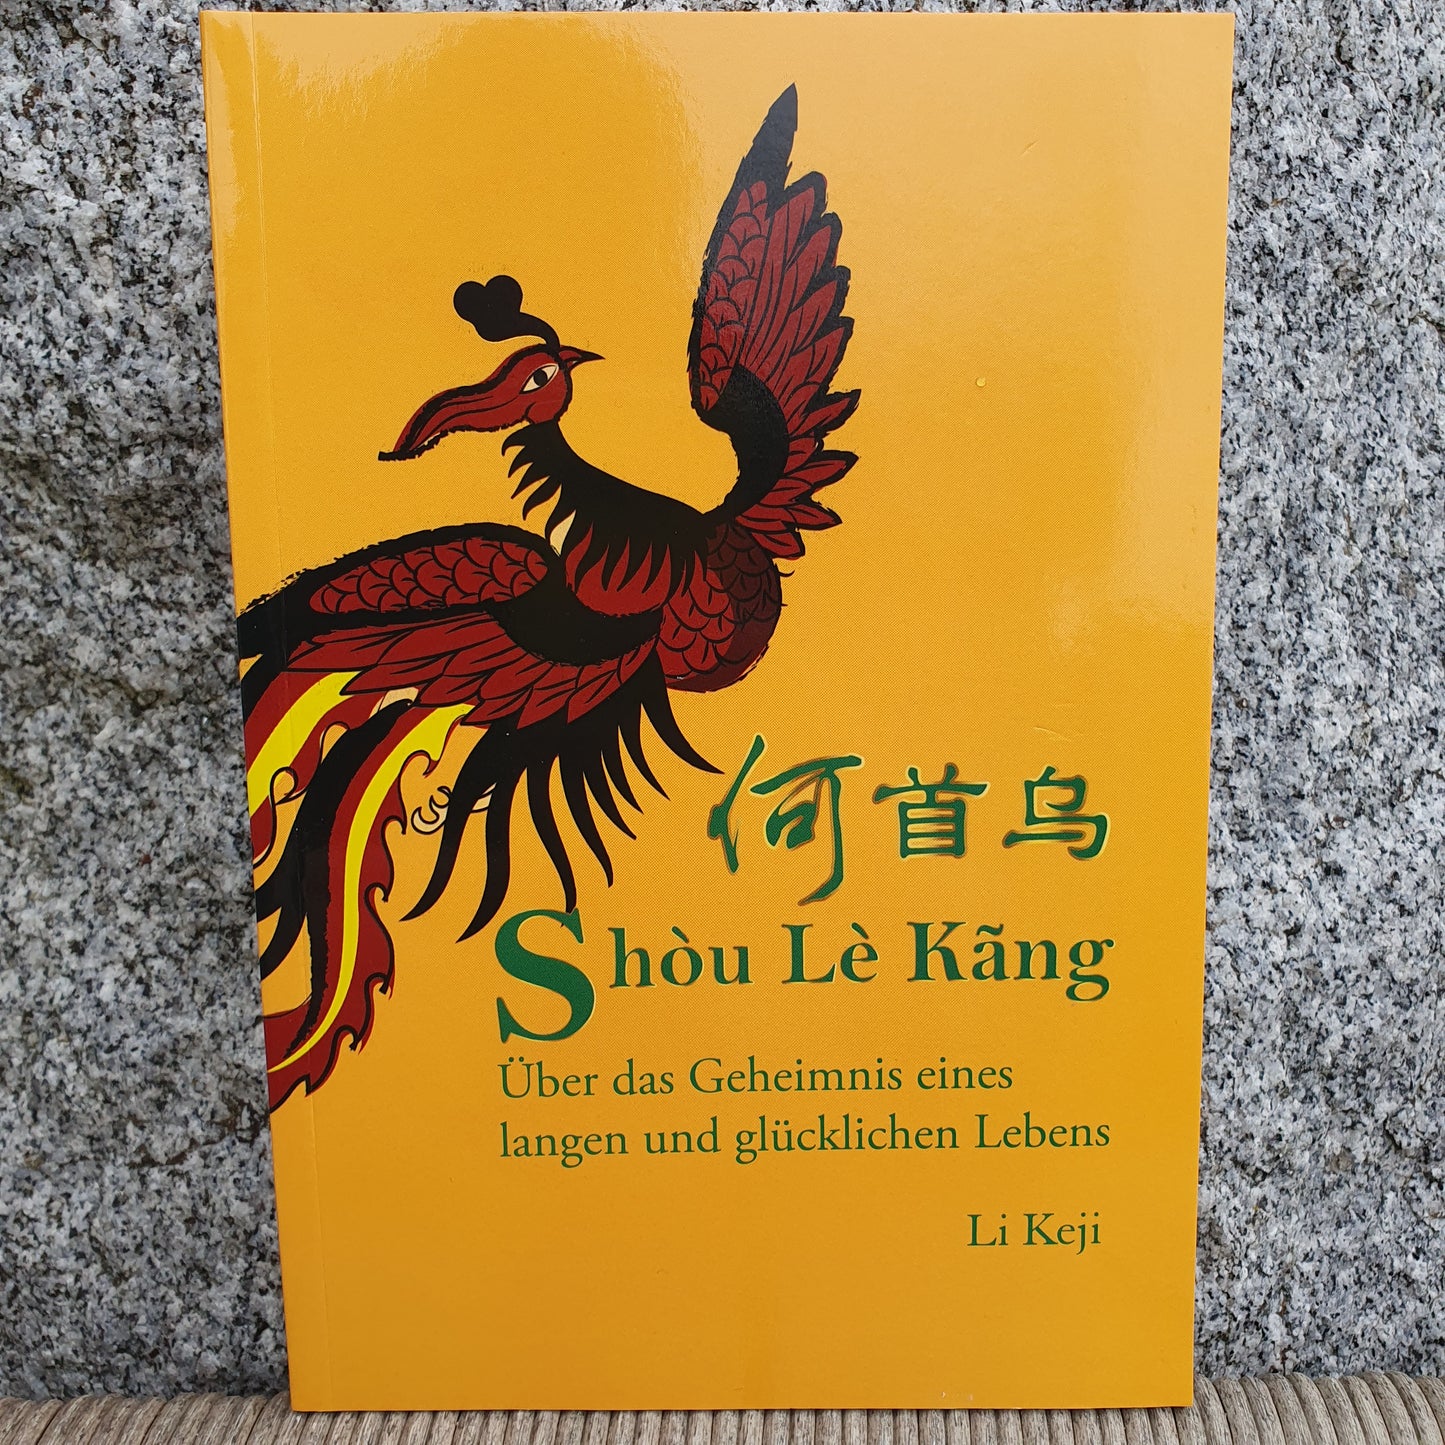 何首乌
Shòu Lè Kãng
Über das Geheimnis eines
langen und glücklichen Lebens
Li Keji